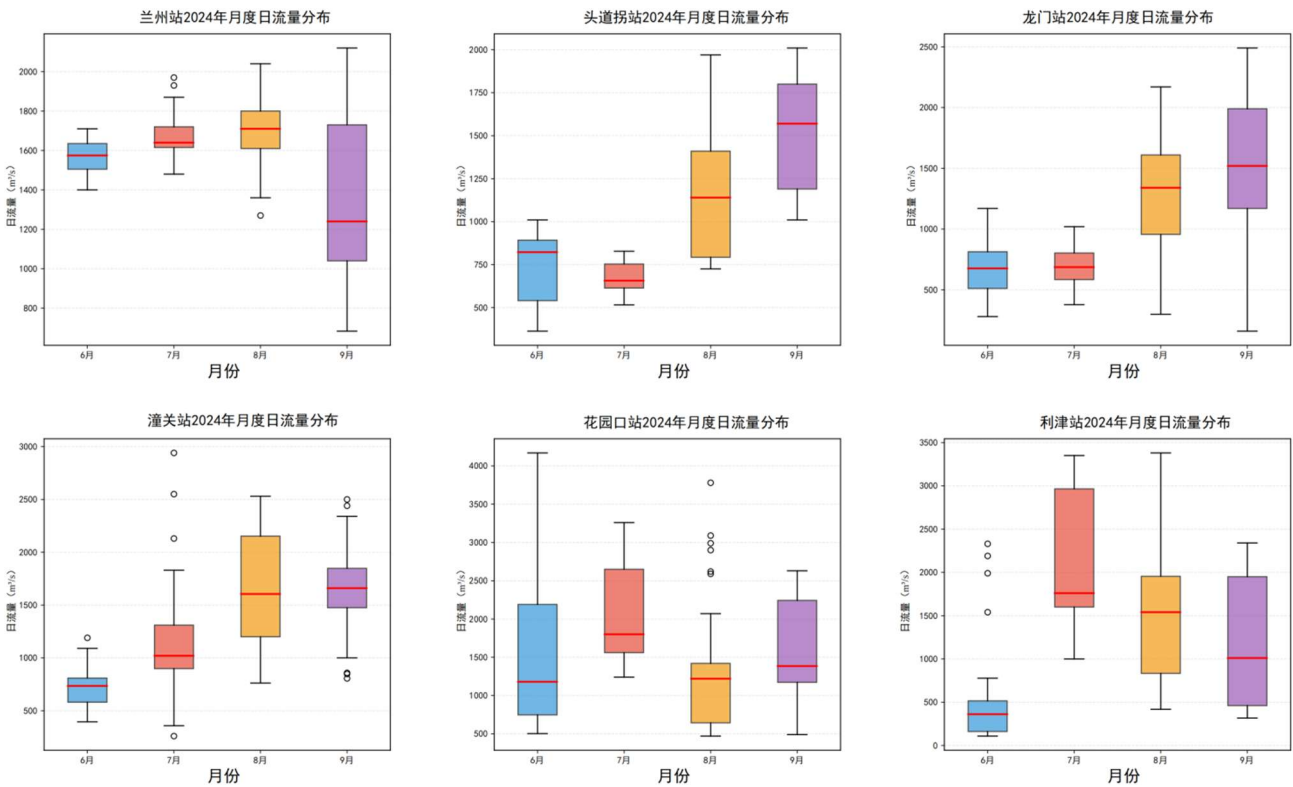 兰州站2024年月度日流量分布
日流量（m³/s）
2000
1800
1600
1400
1200
1000
800
6月 7月 8月 9月
月份
头道拐站2024年月度日流量分布
日流量（m³/s）
2000
1750
1500
1250
1000
750
500
6月 7月 8月 9月
月份
龙门站2024年月度日流量分布
日流量（m³/s）
2500
2000
1500
1000
500
6月 7月 8月 9月
月份
潼关站2024年月度日流量分布
日流量（m³/s）
3000
2500
2000
1500
1000
500
6月 7月 8月 9月
月份
花园口站2024年月度日流量分布
日流量（m³/s）
4000
3500
3000
2500
2000
1500
1000
500
6月 7月 8月 9月
月份
利津站2024年月度日流量分布
日流量（m³/s）
3500
3000
2500
2000
1500
1000
500
0
6月 7月 8月 9月
月份